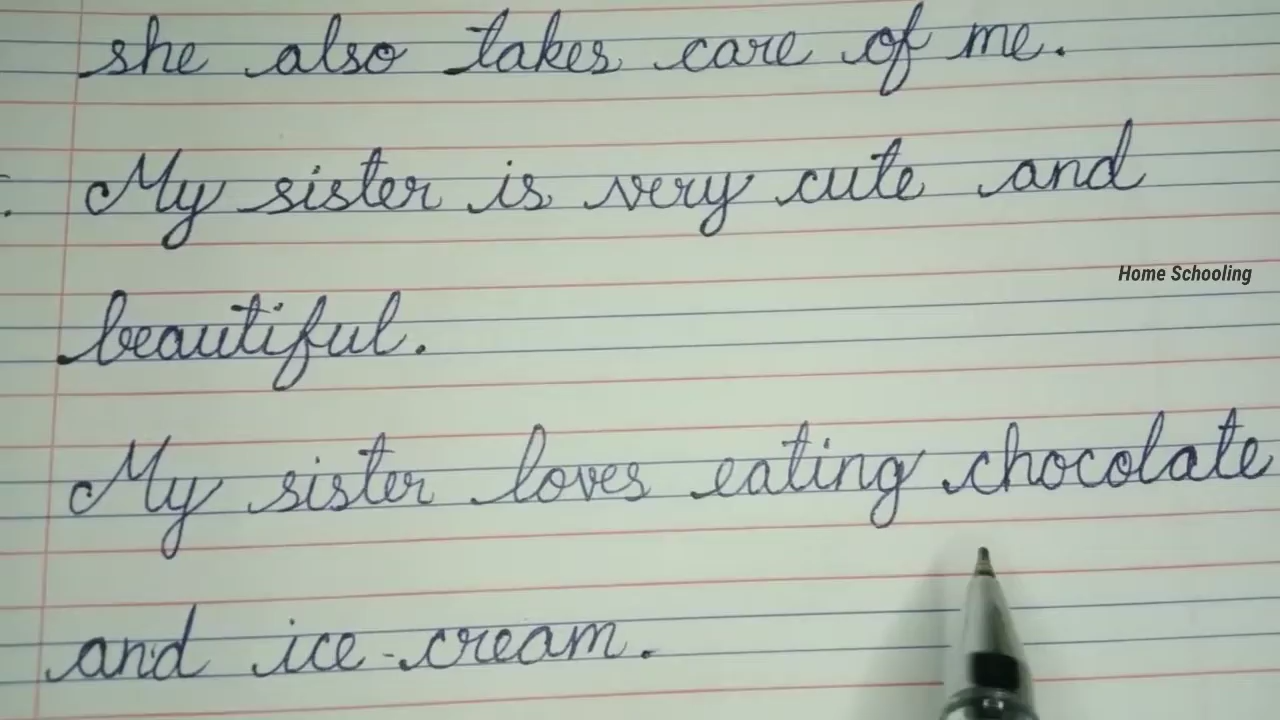 she also takes care of me.
My sister is very cute and
Home Schooling
beautiful.
My sister loves eating chocolate
and ice-cream.